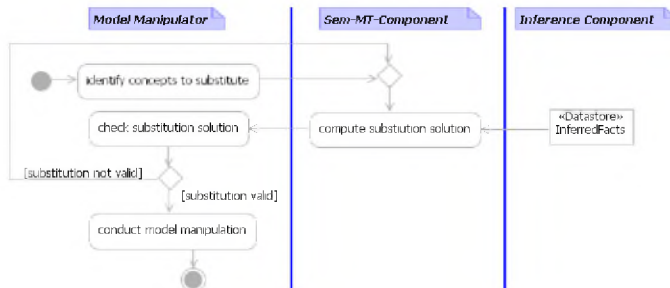 Model Manipulator
Sem-MT-Component
Inference Component
identify concepts to substitute
check substitution solution
compute substution solution
«Datastore»
InferredFacts
[substitution not valid]
[substitution valid]
conduct model manipulation